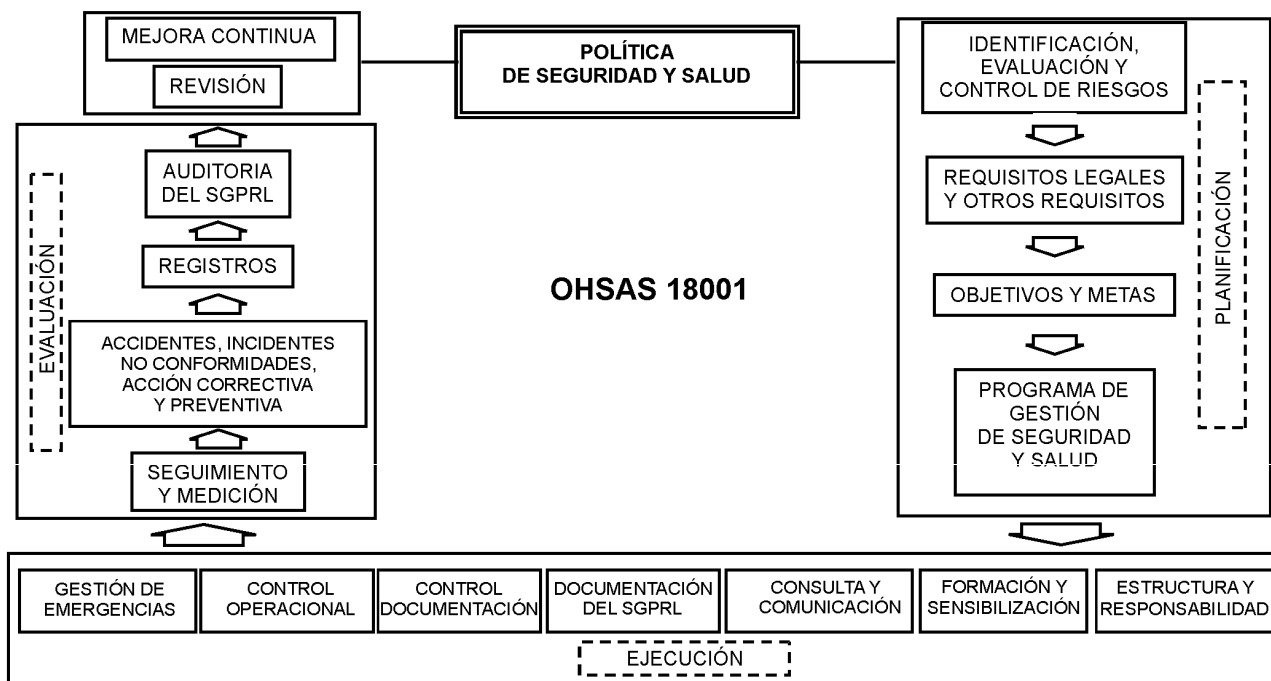 MEJORA CONTINUA
REVISIÓN
POLÍTICA
DE SEGURIDAD Y SALUD
IDENTIFICACIÓN,
EVALUACIÓN Y
CONTROL DE RIESGOS
REQUISITOS LEGALES
Y OTROS REQUISITOS
OBJETIVOS Y METAS
PROGRAMA DE
GESTIÓN
DE SEGURIDAD
Y SALUD
PLANIFICACIÓN
OHSAS 18001
AUDITORIA
DEL SGPRL
REGISTROS
ACCIDENTES, INCIDENTES
NO CONFORMIDADES,
ACCIÓN CORRECTIVA
Y PREVENTIVA
SEGUIMIENTO
Y MEDICIÓN
EVALUACIÓN
GESTIÓN DE
EMERGENCIAS
CONTROL
OPERACIONAL
CONTROL
DOCUMENTACIÓN
DOCUMENTACIÓN
DEL SGPRL
CONSULTA Y
COMUNICACIÓN
FORMACIÓN Y
SENSIBILIZACIÓN
ESTRUCTURA Y
RESPONSABILIDAD
EJECUCIÓN